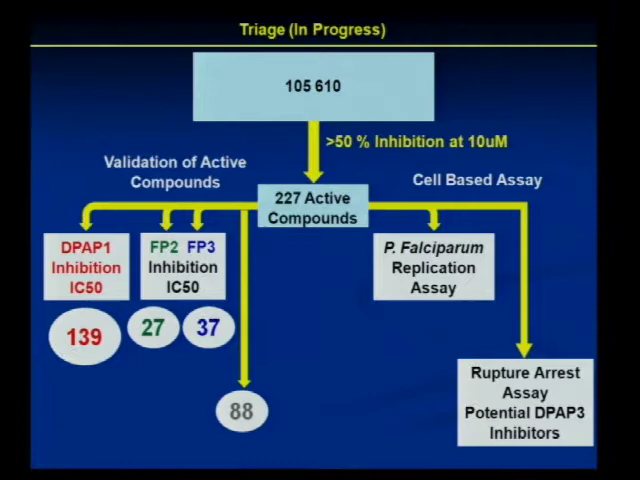 Triage (In Progress)
105 610
>50 % Inhibition at 10uM
Validation of Active
Compounds
Cell Based Assay
227 Active
Compounds
DPAP1
Inhibition
IC50
FP2 FP3
Inhibition
IC50
P. Falciparum
Replication
Assay
139
27
37
88
Rupture Arrest
Assay
Potential DPAP3
Inhibitors